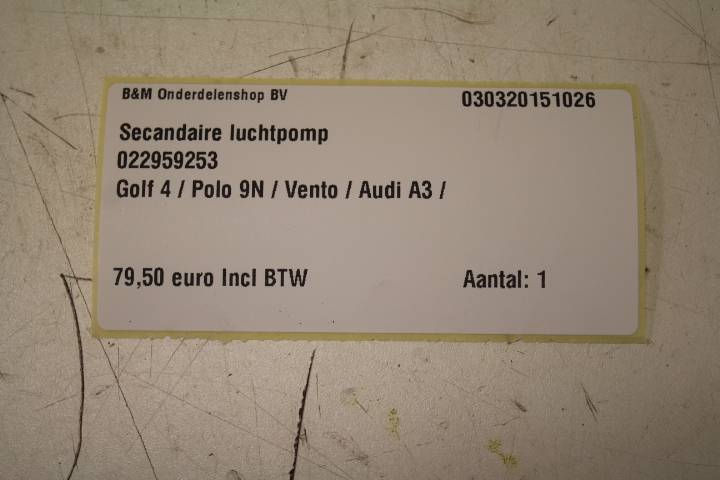 B&M Onderdelenshop BV 030320151026
Secandaire luchtpomp
022959253
Golf 4 / Polo 9N / Vento / Audi A3 /
79,50 euro Incl BTW Aantal: 1